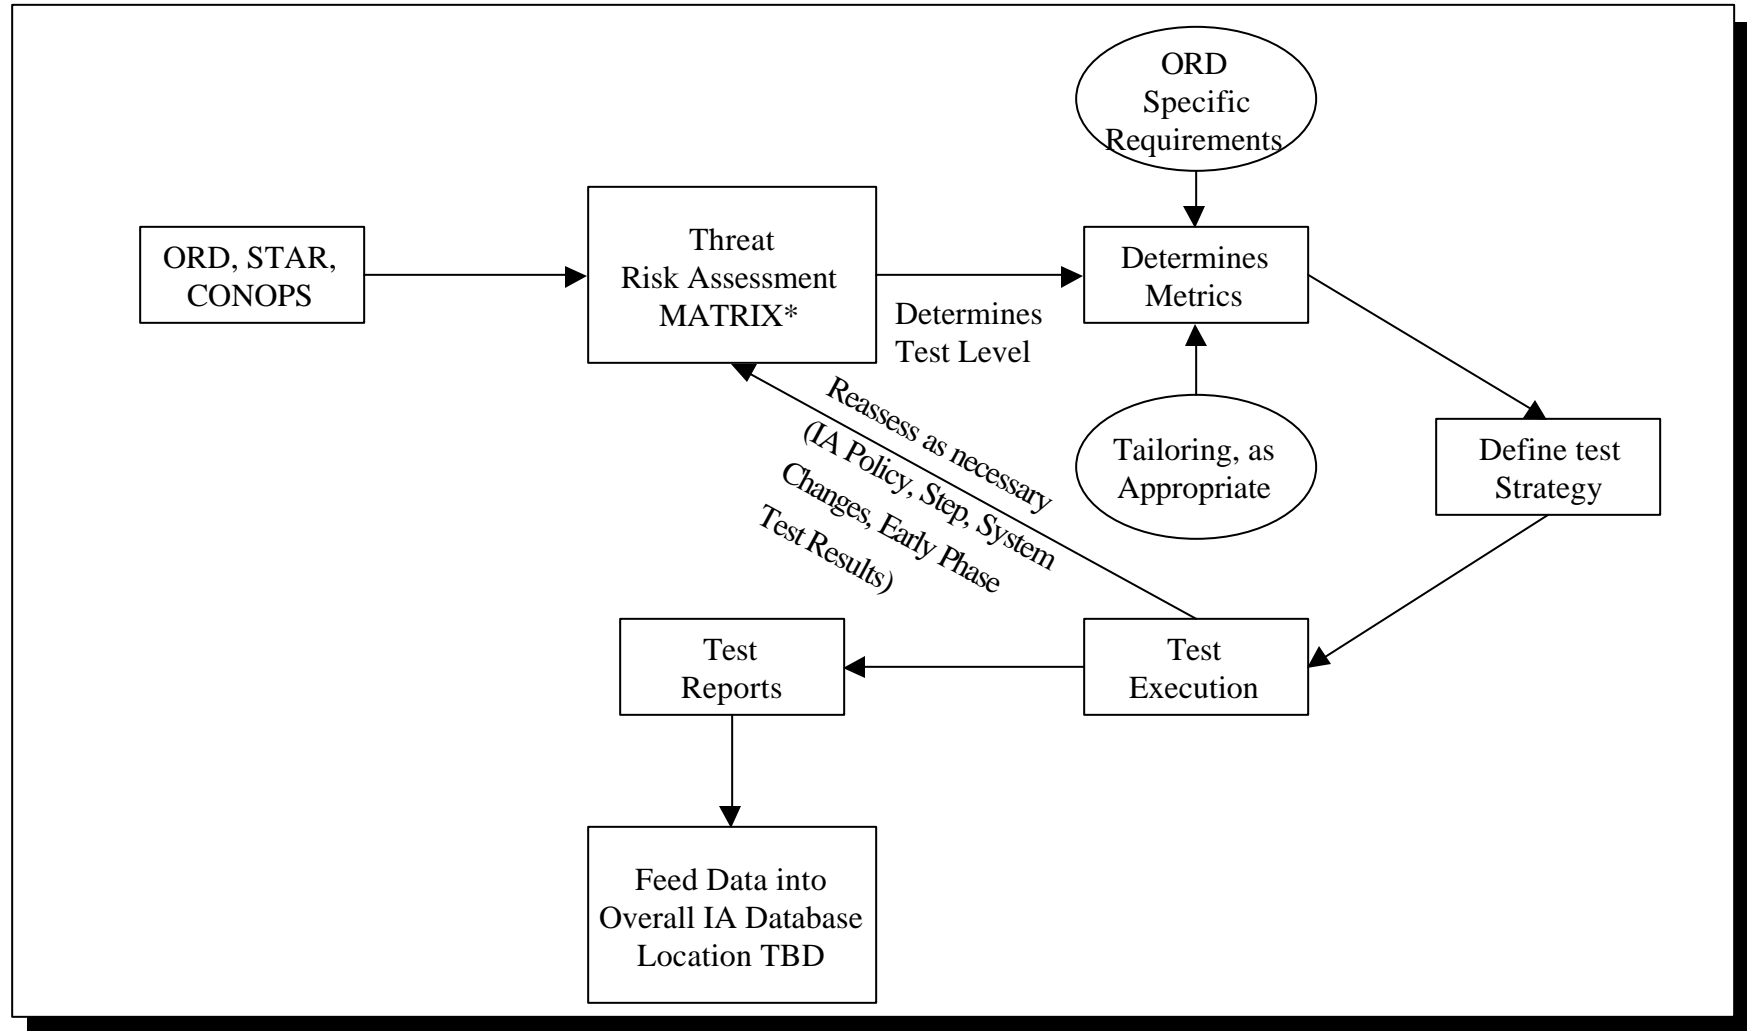 ORD
Specific
Requirements
ORD, STAR,
CONOPS
Threat
Risk Assessment
MATRIX*
Determines
Test Level
Determines
Metrics
Reassess as necessary
(IA Policy, Step, System
Changes, Early Phase
Test Results)
Tailoring, as
Appropriate
Define test
Strategy
Test
Reports
Test
Execution
Feed Data into
Overall IA Database
Location TBD